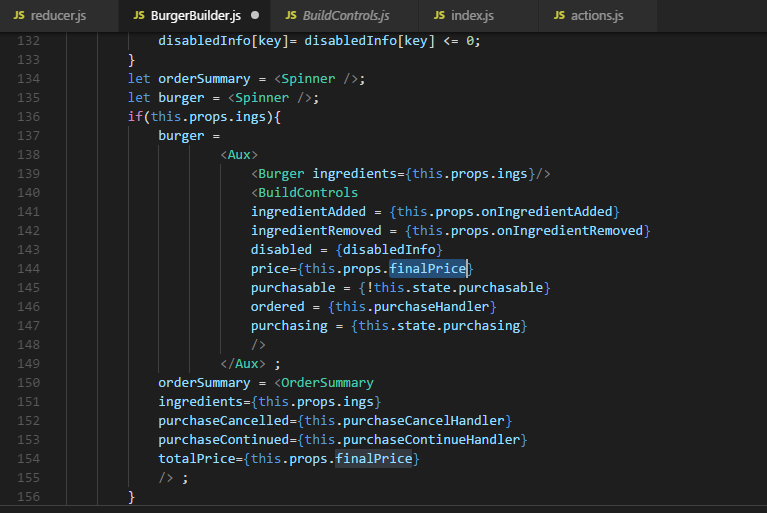 JS reducer.js JS BurgerBuilder.js JS BuildControls.js JS index.js JS actions.js
132 disabledInfo[key]= disabledInfo[key] <= 0;
133 }
134 let orderSummary = <Spinner />;
135 let burger = <Spinner />;
136 if(this.props.ings){
137 burger =
138 <Aux>
139 <Burger ingredients={this.props.ings}/>
140 <BuildControls
141 ingredientAdded = {this.props.onIngredientAdded}
142 ingredientRemoved = {this.props.onIngredientRemoved}
143 disabled = {disabledInfo}
144 price={this.props.finalPrice}
145 purchasable = {!this.state.purchasable}
146 ordered = {this.purchaseHandler}
147 purchasing = {this.state.purchasing}
148 />
149 </Aux> ;
150 orderSummary = <OrderSummary
151 ingredients={this.props.ings}
152 purchaseCancelled={this.purchaseCancelHandler}
153 purchaseContinued={this.purchaseContinueHandler}
154 totalPrice={this.props.finalPrice}
155 /> ;
156 }